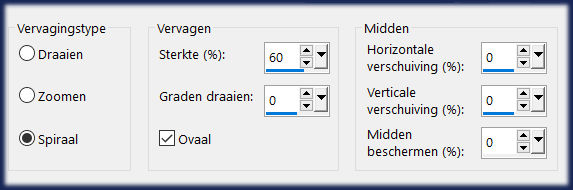 Vervagingstype
Draaien
Zoomen
Spiraal
Vervagen
Sterkte (%): 60
Graden draaien: 0
Ovaal
Midden
Horizontale
verschuiving (%): 0
Verticale
verschuiving (%): 0
Midden
beschermen (%): 0